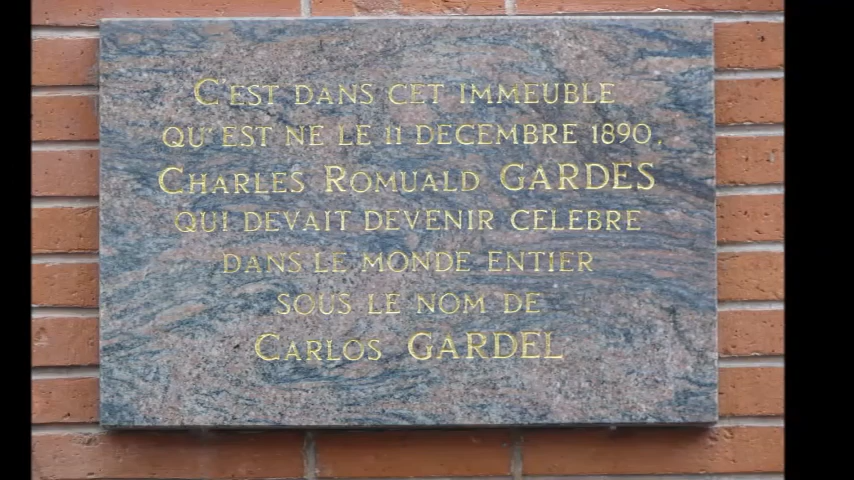 C'EST DANS CET IMMEUBLE
QU'EST NE LE 11 DECEMBRE 1890,
CHARLES ROMUALD GARDES
QUI DEVAIT DEVENIR CELEBRE
DANS LE MONDE ENTIER
SOUS LE NOM DE
CARLOS GARDEL